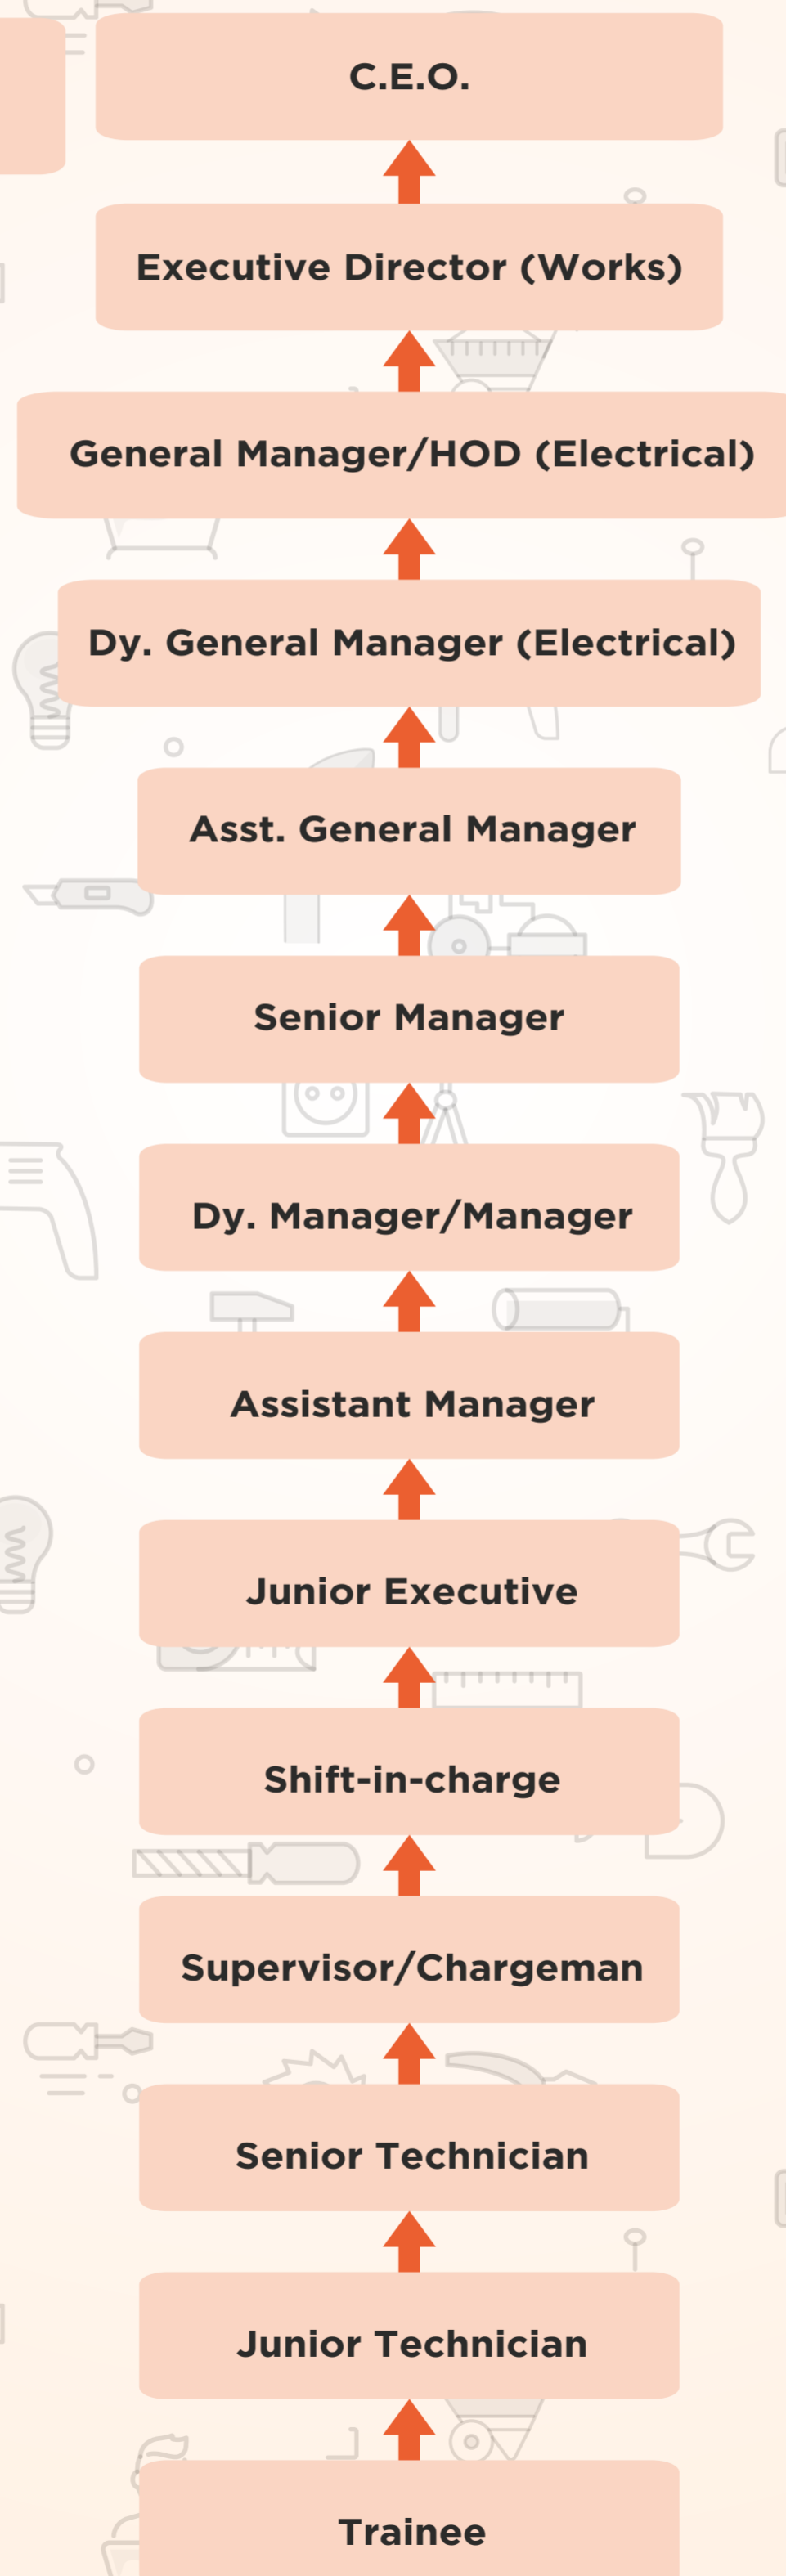 C.E.O.
Executive Director (Works)
General Manager/HOD (Electrical)
Dy. General Manager (Electrical)
Asst. General Manager
Senior Manager
Dy. Manager/Manager
Assistant Manager
Junior Executive
Shift-in-charge
Supervisor/Chargeman
Senior Technician
Junior Technician
Trainee